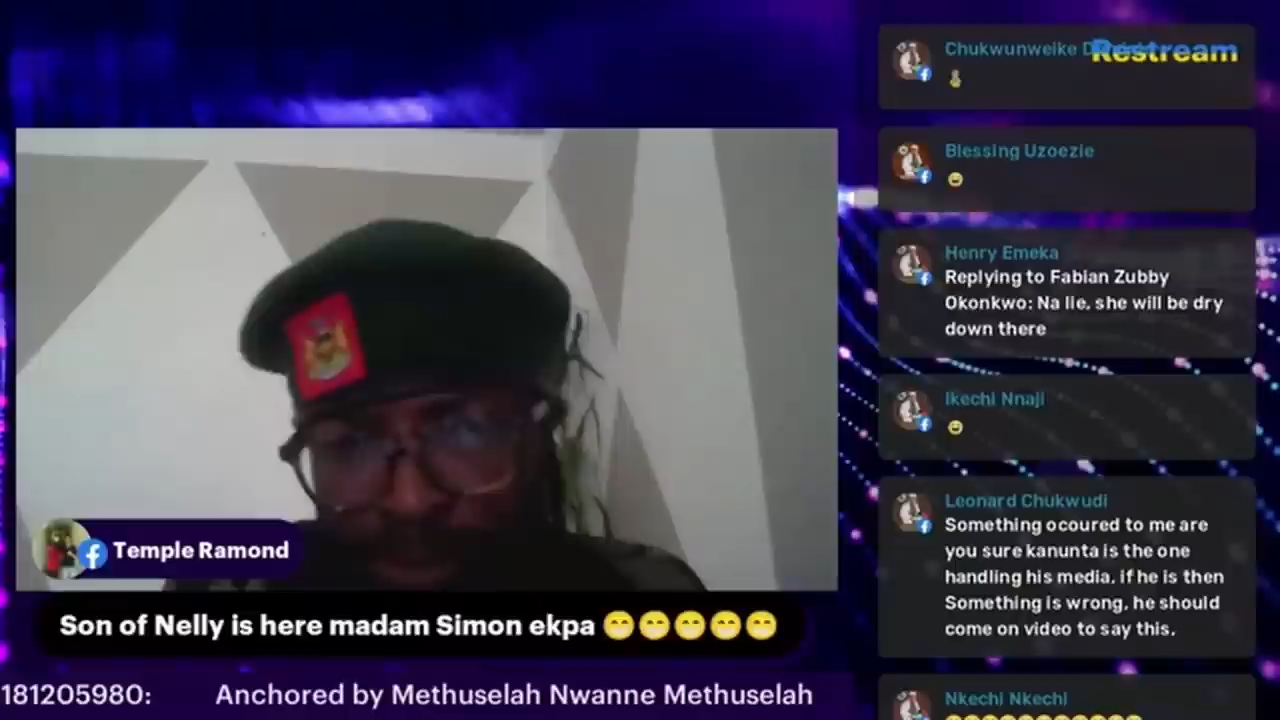 Chukwunweike D
Restream
Blessing Uzoezie
Henry Emeka
Replying to Fabian Zubby
Okonkwo: Na lie, she will be dry
down there
Ikechi Nnaji
Leonard Chukwudi
Something ocoured to me are
you sure kanunta is the one
handling his media, if he is then
Something is wrong, he should
come on video to say this.
Nkechi Nkechi
Temple Ramond
Son of Nelly is here madam Simon ekpa 😁😁😁😁😁
181205980: Anchored by Methuselah Nwanne Methuselah